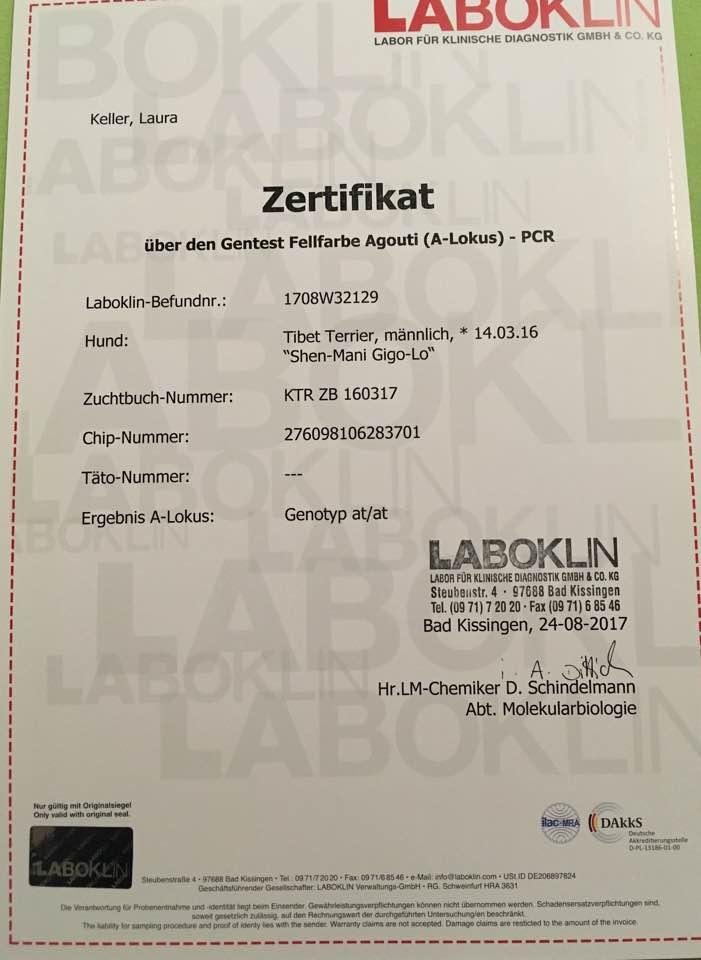 LABOKLIN
LABOR FÜR KLINISCHE DIAGNOSTIK GMBH & CO. KG
Keller, Laura
Zertifikat
über den Gentest Fellfarbe Agouti (A-Lokus) - PCR
Laboklin-Befundnr.: 1708W32129
Hund: Tibet Terrier, männlich, * 14.03.16
"Shen-Mani Gigo-Lo"
Zuchtbuch-Nummer: KTR ZB 160317
Chip-Nummer: 276098106283701
Täto-Nummer: ---
Ergebnis A-Lokus: Genotyp at/at
LABOKLIN
LABOR FÜR KLINISCHE DIAGNOSTIK GMBH & CO. KG
Steubenstr. 4 · 97688 Bad Kissingen
Tel. (09 71) 7 20 20 · Fax (09 71) 6 85 46
Bad Kissingen, 24-08-2017
i. A. Dittich
Hr.LM-Chemiker D. Schindelmann
Abt. Molekularbiologie
Nur gültig mit Originalsiegel
Only valid with original seal.
LABOKLIN
ilac-MRA
DAkkS
Deutsche
Akkreditierungsstelle
D-PL-13186-01-00
Steubenstraße 4 • 97688 Bad Kissingen • Tel.: 09 71/7 20 20 • Fax: 09 71/6 85 46 • e-Mail: info@laboklin.com • USt.ID DE206897824
Geschäftsführender Gesellschafter: LABOKLIN Verwaltungs-GmbH • RG. Schweinfurt HRA 3631
Die Verantwortung für Probenentnahme und -identität liegt beim Einsender. Gewährleistungsverpflichtungen können nicht übernommen werden. Schadensersatzverpflichtungen sind,
soweit gesetzlich zulässig, auf den Rechnungswert der durchgeführten Untersuchung/en beschränkt.
The liability for sampling procedure and proof of identy lies with the sender. Warranty claims are not accepted. Damage claims are resticted to the amount of the invoice.